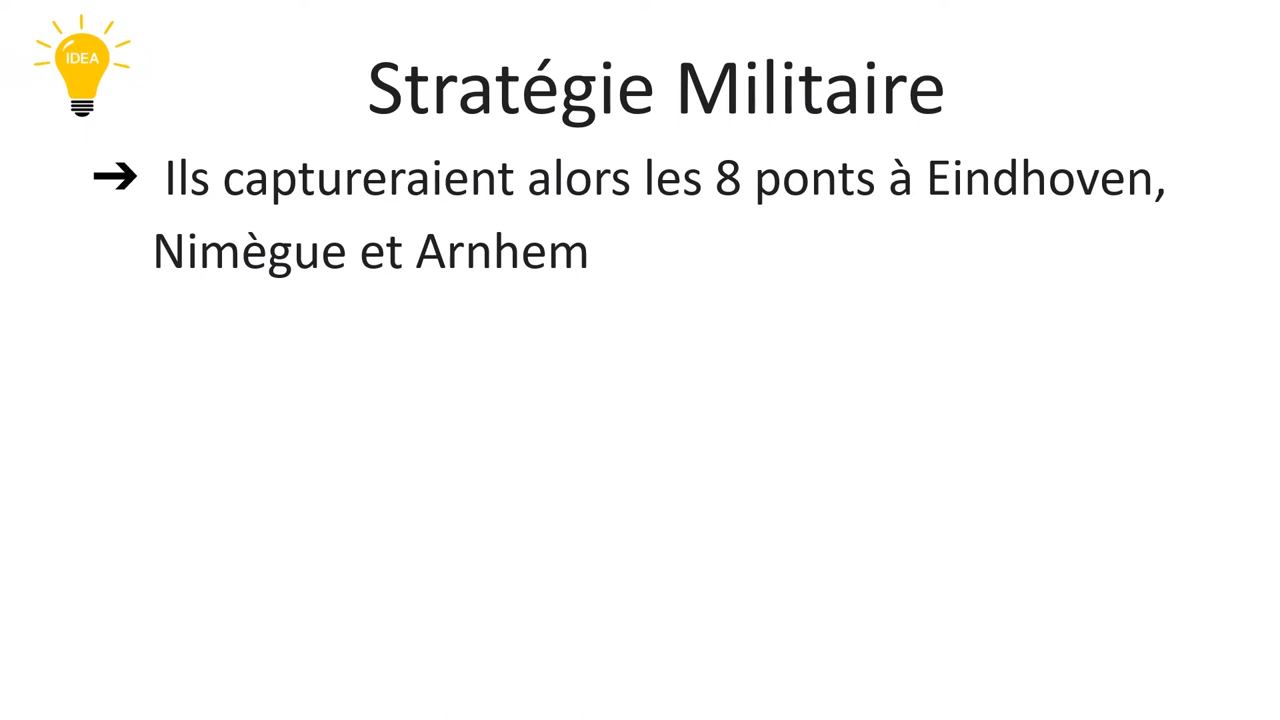 IDEA
Stratégie Militaire
➔ Ils captureraient alors les 8 ponts à Eindhoven,
Nimègue et Arnhem